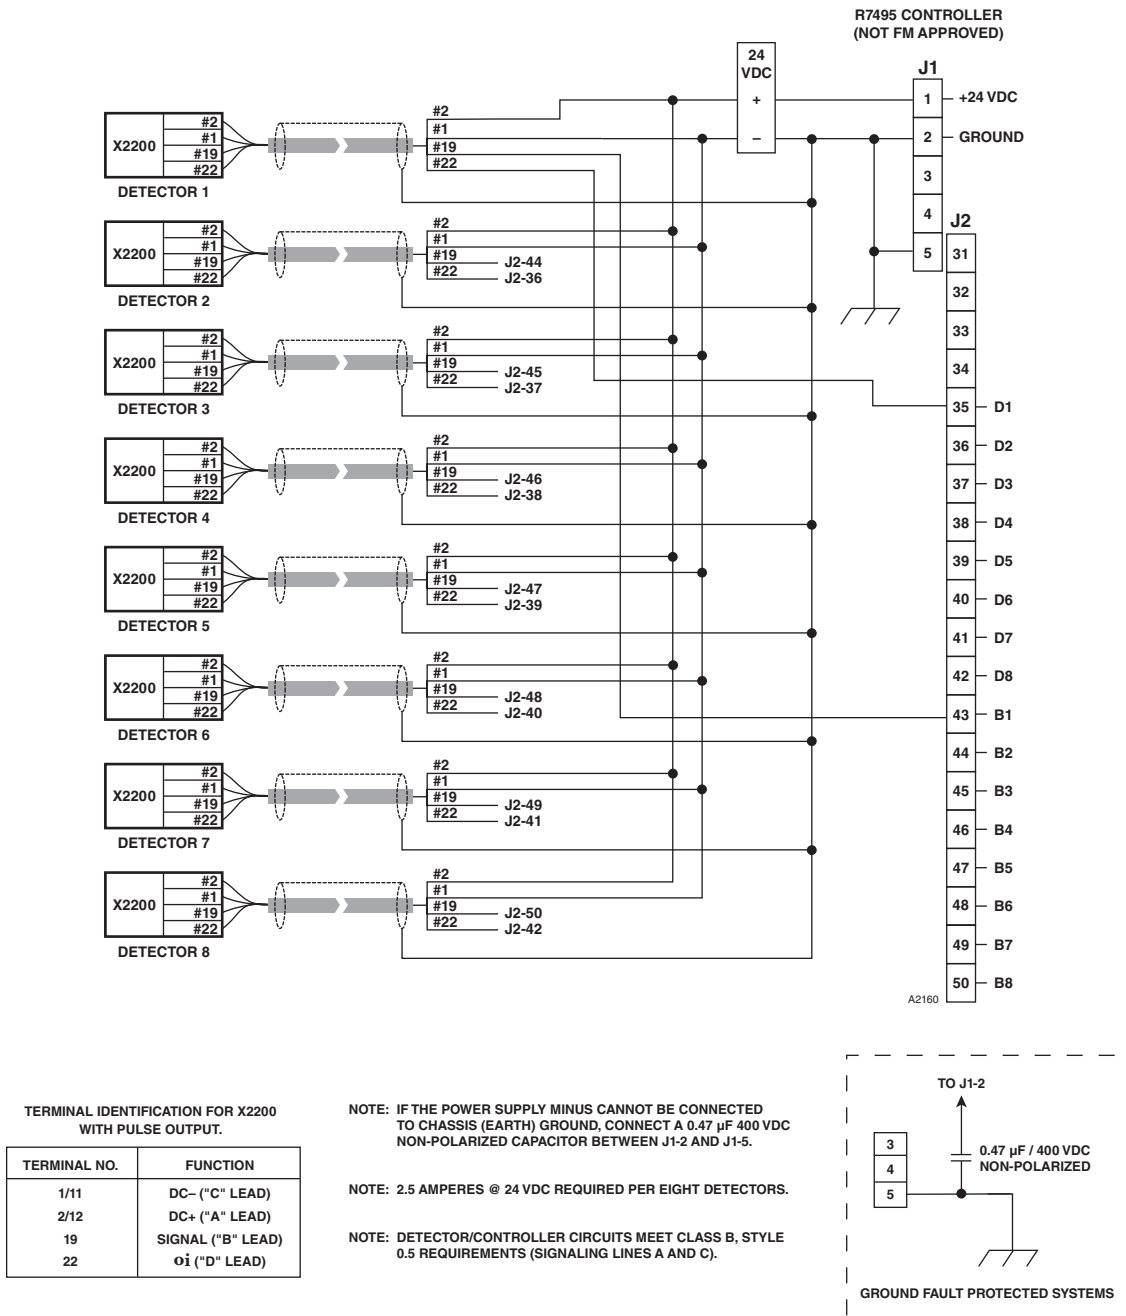 R7495 CONTROLLER
(NOT FM APPROVED)
24
VDC
+
–
J1
1
+24 VDC
2
GROUND
3
4
5
J2
31
32
33
34
35
D1
36
D2
37
D3
38
D4
39
D5
40
D6
41
D7
42
D8
43
B1
44
B2
45
B3
46
B4
47
B5
48
B6
49
B7
50
B8
A2160
X2200
#2
#1
#19
#22
DETECTOR 1
#2
#1
#19
#22
X2200
#2
#1
#19
#22
DETECTOR 2
#2
#1
#19
#22
J2-44
J2-36
X2200
#2
#1
#19
#22
DETECTOR 3
#2
#1
#19
#22
J2-45
J2-37
X2200
#2
#1
#19
#22
DETECTOR 4
#2
#1
#19
#22
J2-46
J2-38
X2200
#2
#1
#19
#22
DETECTOR 5
#2
#1
#19
#22
J2-47
J2-39
X2200
#2
#1
#19
#22
DETECTOR 6
#2
#1
#19
#22
J2-48
J2-40
X2200
#2
#1
#19
#22
DETECTOR 7
#2
#1
#19
#22
J2-49
J2-41
X2200
#2
#1
#19
#22
DETECTOR 8
#2
#1
#19
#22
J2-50
J2-42
TERMINAL IDENTIFICATION FOR X2200
WITH PULSE OUTPUT.
TERMINAL NO. FUNCTION
1/11 DC– ("C" LEAD)
2/12 DC+ ("A" LEAD)
19 SIGNAL ("B" LEAD)
22 oi ("D" LEAD)
NOTE: IF THE POWER SUPPLY MINUS CANNOT BE CONNECTED
TO CHASSIS (EARTH) GROUND, CONNECT A 0.47 µF 400 VDC
NON-POLARIZED CAPACITOR BETWEEN J1-2 AND J1-5.
NOTE: 2.5 AMPERES @ 24 VDC REQUIRED PER EIGHT DETECTORS.
NOTE: DETECTOR/CONTROLLER CIRCUITS MEET CLASS B, STYLE
0.5 REQUIREMENTS (SIGNALING LINES A AND C).
TO J1-2
3
4
5
0.47 µF / 400 VDC
NON-POLARIZED
GROUND FAULT PROTECTED SYSTEMS